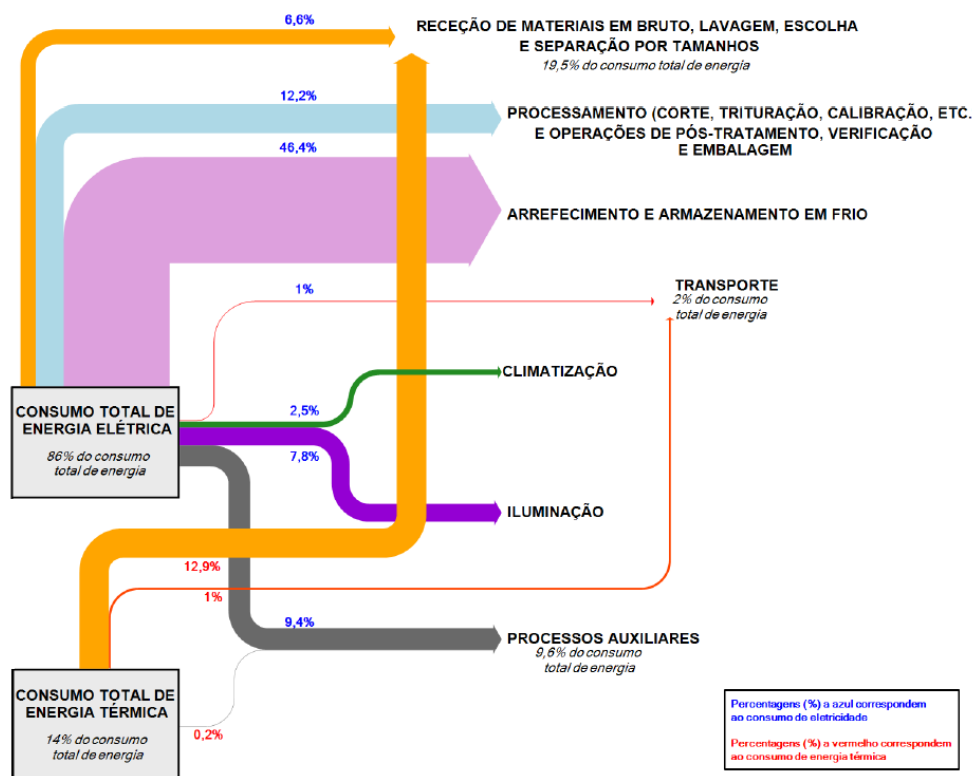 6,6%
RECEÇÃO DE MATERIAIS EM BRUTO, LAVAGEM, ESCOLHA
E SEPARAÇÃO POR TAMANHOS
19,5% do consumo total de energia
12,2%
PROCESSAMENTO (CORTE, TRITURAÇÃO, CALIBRAÇÃO, ETC.
E OPERAÇÕES DE PÓS-TRATAMENTO, VERIFICAÇÃO
E EMBALAGEM
46,4%
ARREFECIMENTO E ARMAZENAMENTO EM FRIO
1%
TRANSPORTE
2% do consumo
total de energia
CLIMATIZAÇÃO
CONSUMO TOTAL DE
ENERGIA ELÉTRICA
86% do consumo
total de energia
2,5%
7,8%
ILUMINAÇÃO
12,9%
1%
9,4%
PROCESSOS AUXILIARES
9,6% do consumo
total de energia
CONSUMO TOTAL DE
ENERGIA TÉRMICA
14% do consumo
total de energia
0,2%
Percentagens (%) a azul correspondem
ao consumo de eletricidade
Percentagens (%) a vermelho correspondem
ao consumo de energia térmica